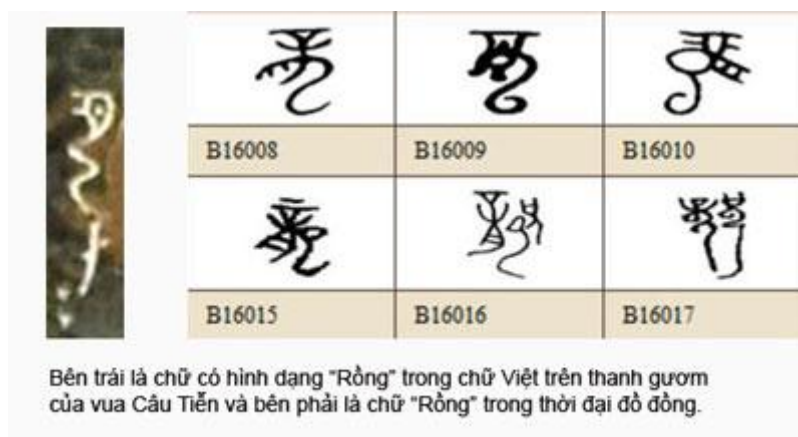 B16008
B16009
B16010
B16015
B16016
B16017
Bên trái là chữ có hình dạng "Rồng" trong chữ Việt trên thanh gươm
của vua Câu Tiễn và bên phải là chữ "Rồng" trong thời đại đồ đồng.